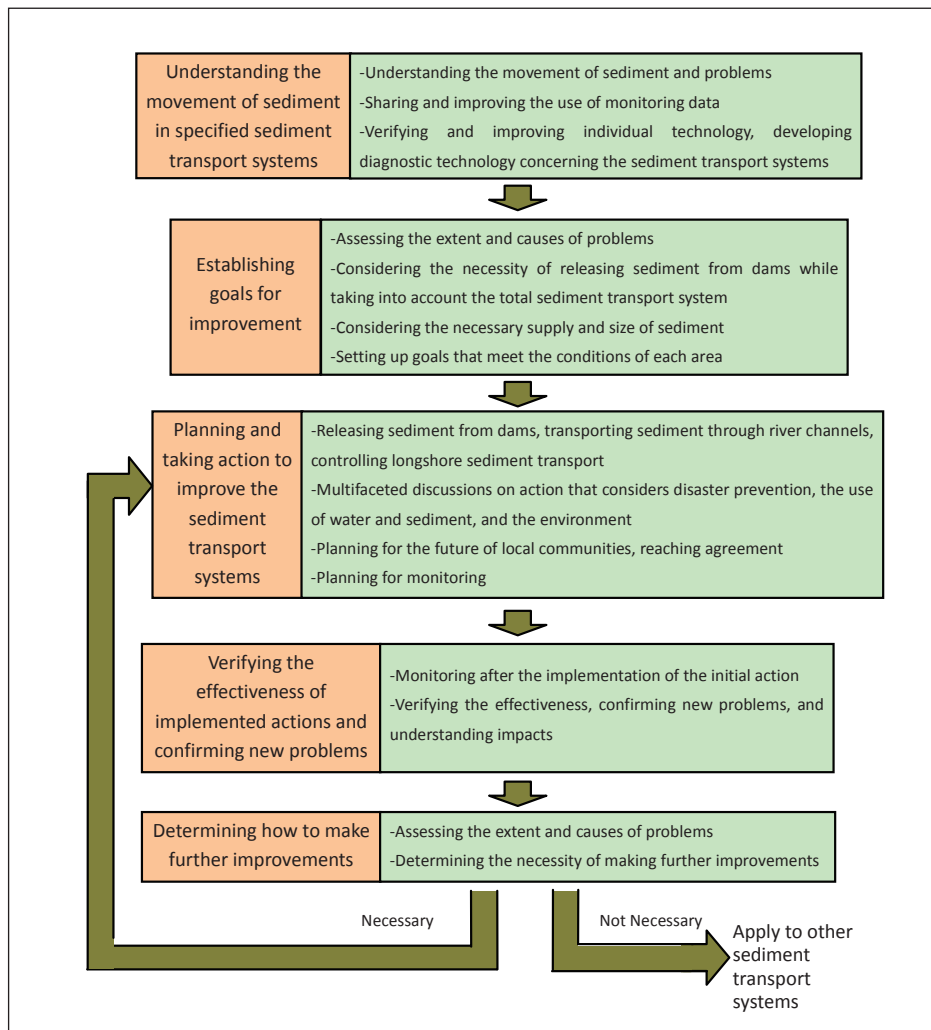 Understanding the
movement of sediment
in specified sediment
transport systems
-Understanding the movement of sediment and problems
-Sharing and improving the use of monitoring data
-Verifying and improving individual technology, developing
diagnostic technology concerning the sediment transport systems
Establishing
goals for
improvement
-Assessing the extent and causes of problems
-Considering the necessity of releasing sediment from dams while
taking into account the total sediment transport system
-Considering the necessary supply and size of sediment
-Setting up goals that meet the conditions of each area
Planning and
taking action to
improve the
sediment
transport
systems
-Releasing sediment from dams, transporting sediment through river channels,
controlling longshore sediment transport
-Multifaceted discussions on action that considers disaster prevention, the use
of water and sediment, and the environment
-Planning for the future of local communities, reaching agreement
-Planning for monitoring
Verifying the
effectiveness of
implemented actions and
confirming new problems
-Monitoring after the implementation of the initial action
-Verifying the effectiveness, confirming new problems, and
understanding impacts
Determining how to make
further improvements
-Assessing the extent and causes of problems
-Determining the necessity of making further improvements
Necessary
Not Necessary
Apply to other
sediment
transport
systems